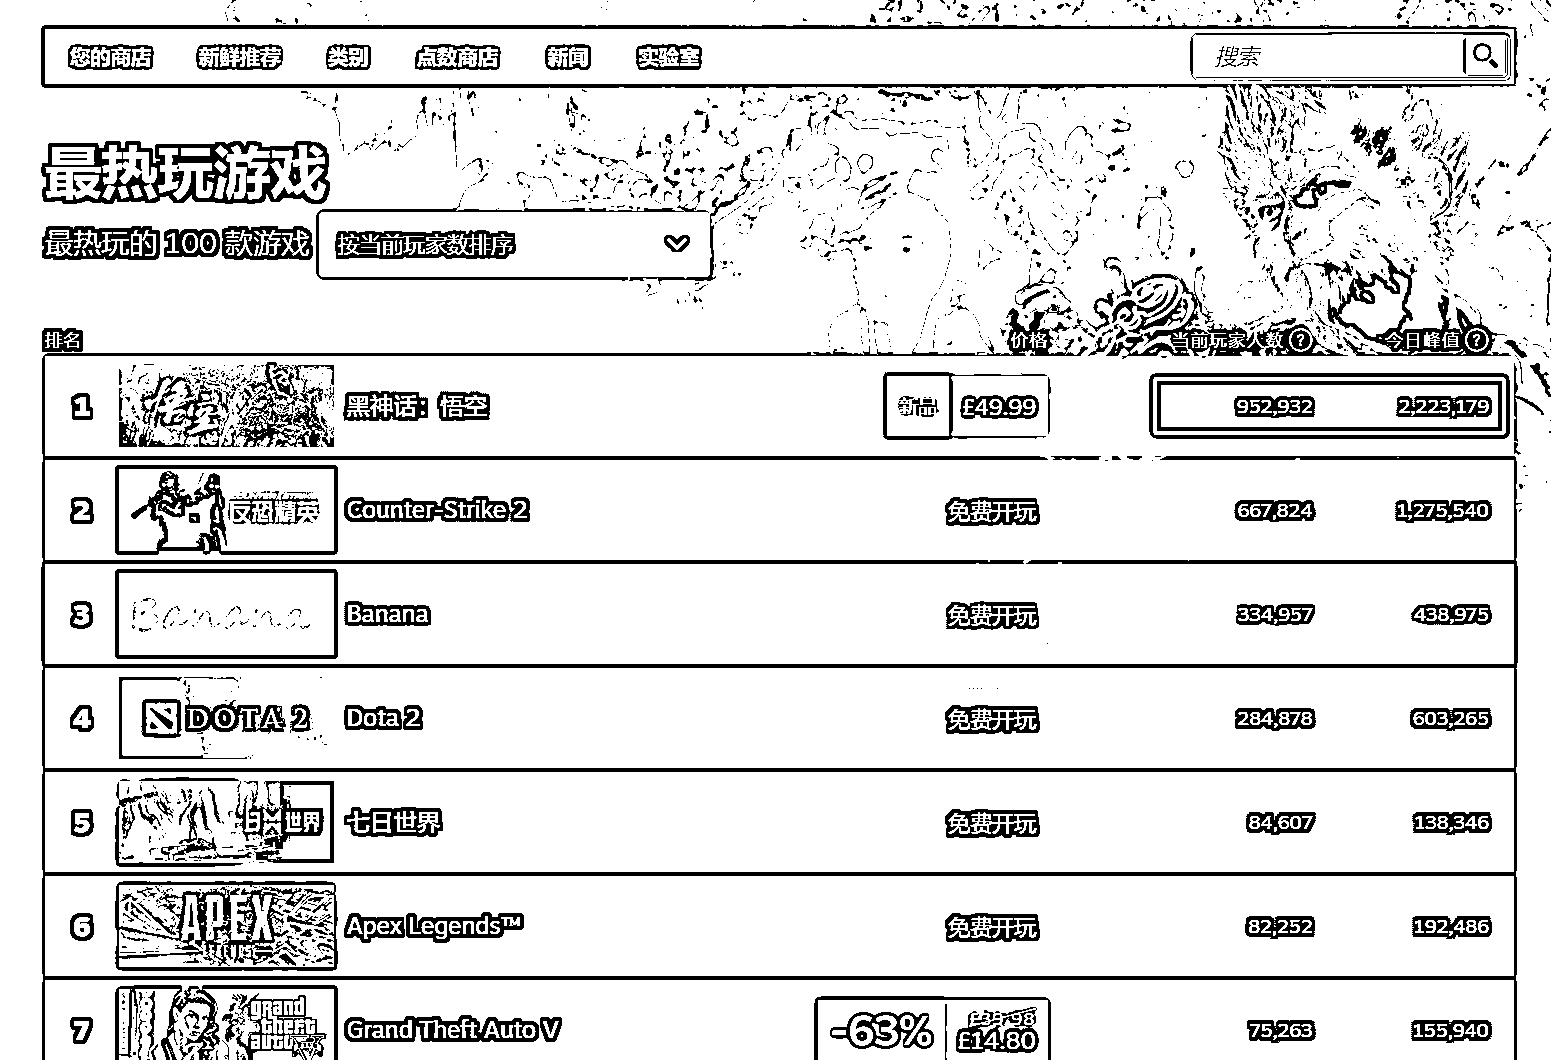 您的商店 新鲜推荐 类别 点数商店 新闻 实验室 搜索
最热玩游戏
最热玩的 100 款游戏 按当前玩家数排序
排名 价格 当前玩家人数 ? 今日峰值 ?
1 悟空 黑神话：悟空 新品 £49.99 952,932 2,223,179
2 反恐精英 Counter-Strike 2 免费开玩 667,824 1,275,540
3 Banana Banana 免费开玩 334,957 438,975
4 DOTA 2 Dota 2 免费开玩 284,878 603,265
5 七日世界 免费开玩 84,607 138,346
6 APEX Apex Legends™ 免费开玩 82,252 192,486
7 grand theft auto V Grand Theft Auto V -63% £39.98 £14.80 75,263 155,940